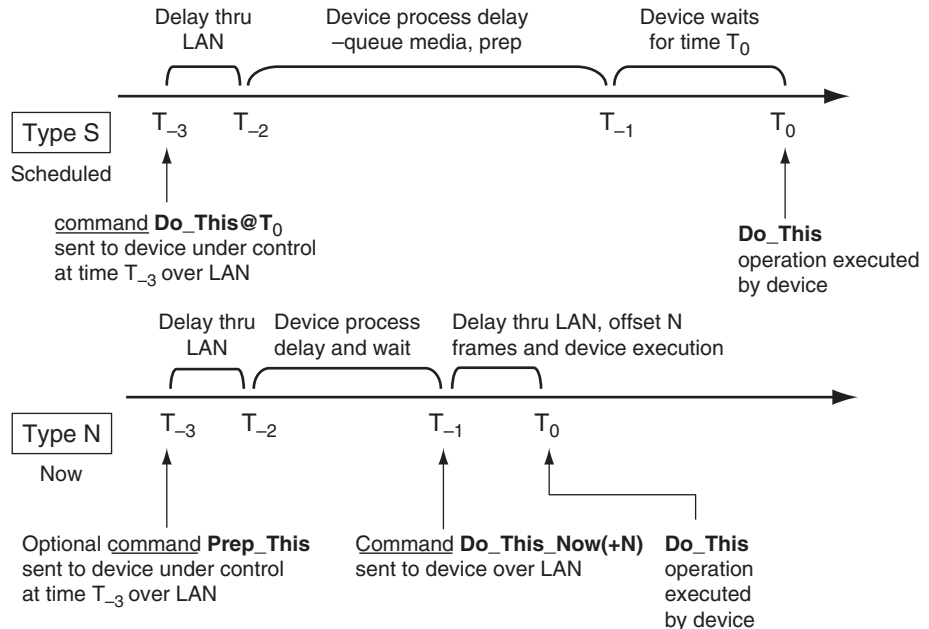 Delay thru
LAN
Device process delay
–queue media, prep
Device waits
for time T₀
Type S
Scheduled
T₋₃
T₋₂
T₋₁
T₀
command Do_This@T₀
sent to device under control
at time T₋₃ over LAN
Do_This
operation executed
by device
Delay thru
LAN
Device process
delay and wait
Delay thru LAN, offset N
frames and device execution
Type N
Now
T₋₃
T₋₂
T₋₁
T₀
Optional command Prep_This
sent to device under control
at time T₋₃ over LAN
Command Do_This_Now(+N)
sent to device over LAN
Do_This
operation
executed
by device